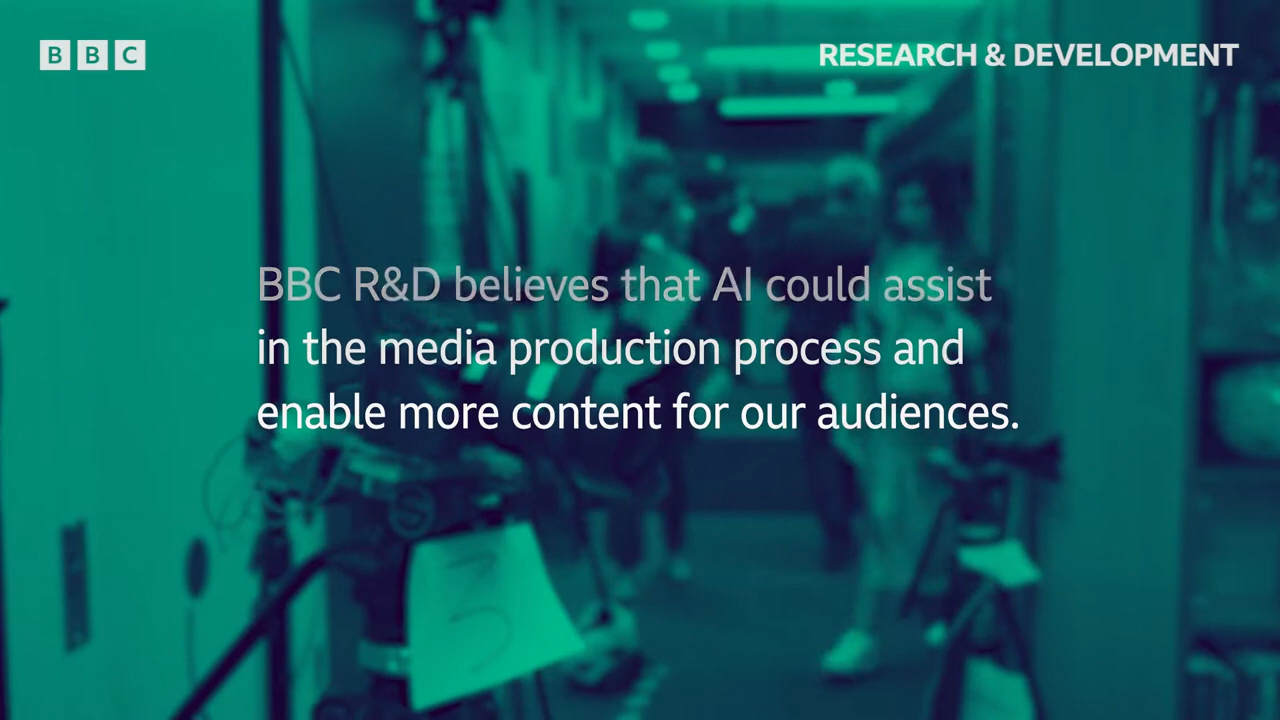 BBC
RESEARCH & DEVELOPMENT
BBC R&D believes that AI could assist
in the media production process and
enable more content for our audiences.